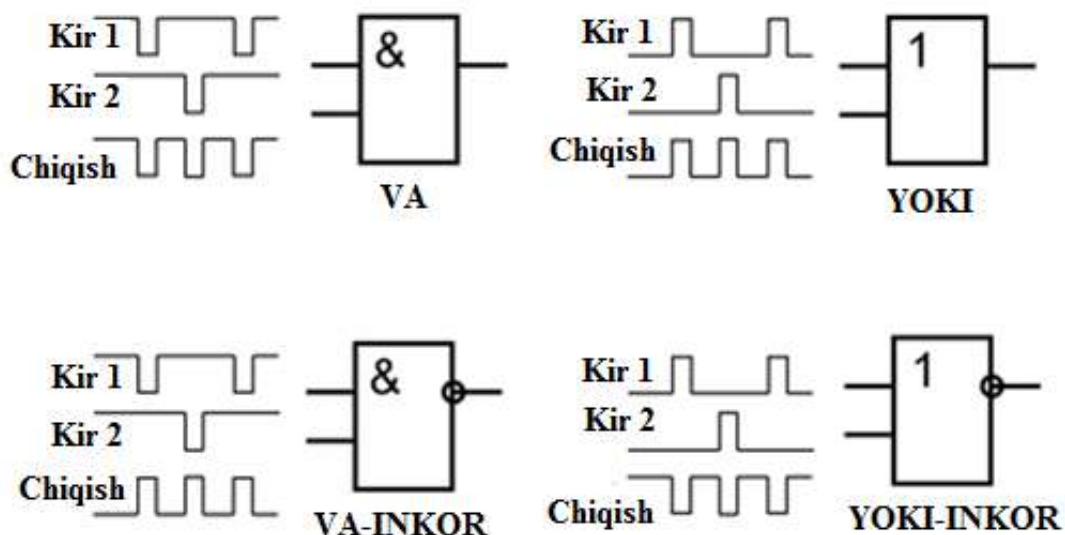 Kir 1
&
Kir 2
Chiqish
VA
Kir 1
1
Kir 2
Chiqish
YOKI
Kir 1
&
Kir 2
Chiqish
VA-INKOR
Kir 1
1
Kir 2
Chiqish
YOKI-INKOR